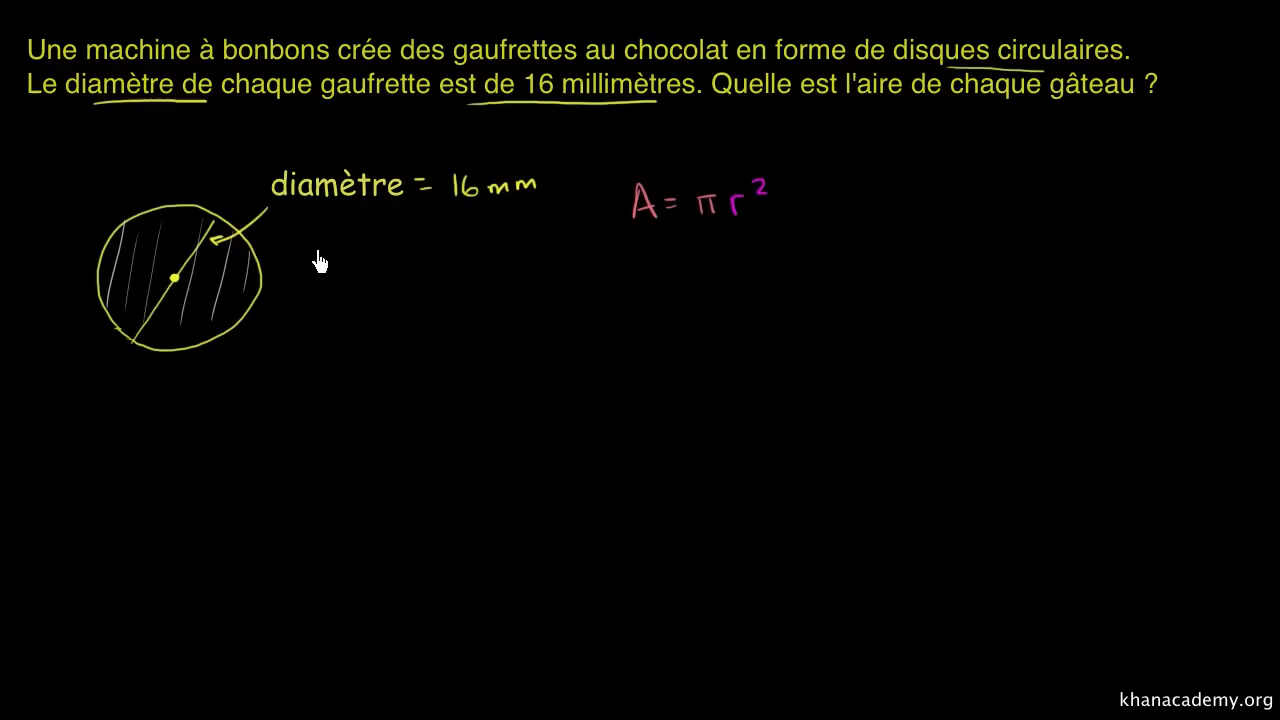 Une machine à bonbons crée des gaufrettes au chocolat en forme de disques circulaires.
Le diamètre de chaque gaufrette est de 16 millimètres. Quelle est l'aire de chaque gâteau ?
diamètre = 16 mm
A = π r²
khanacademy.org